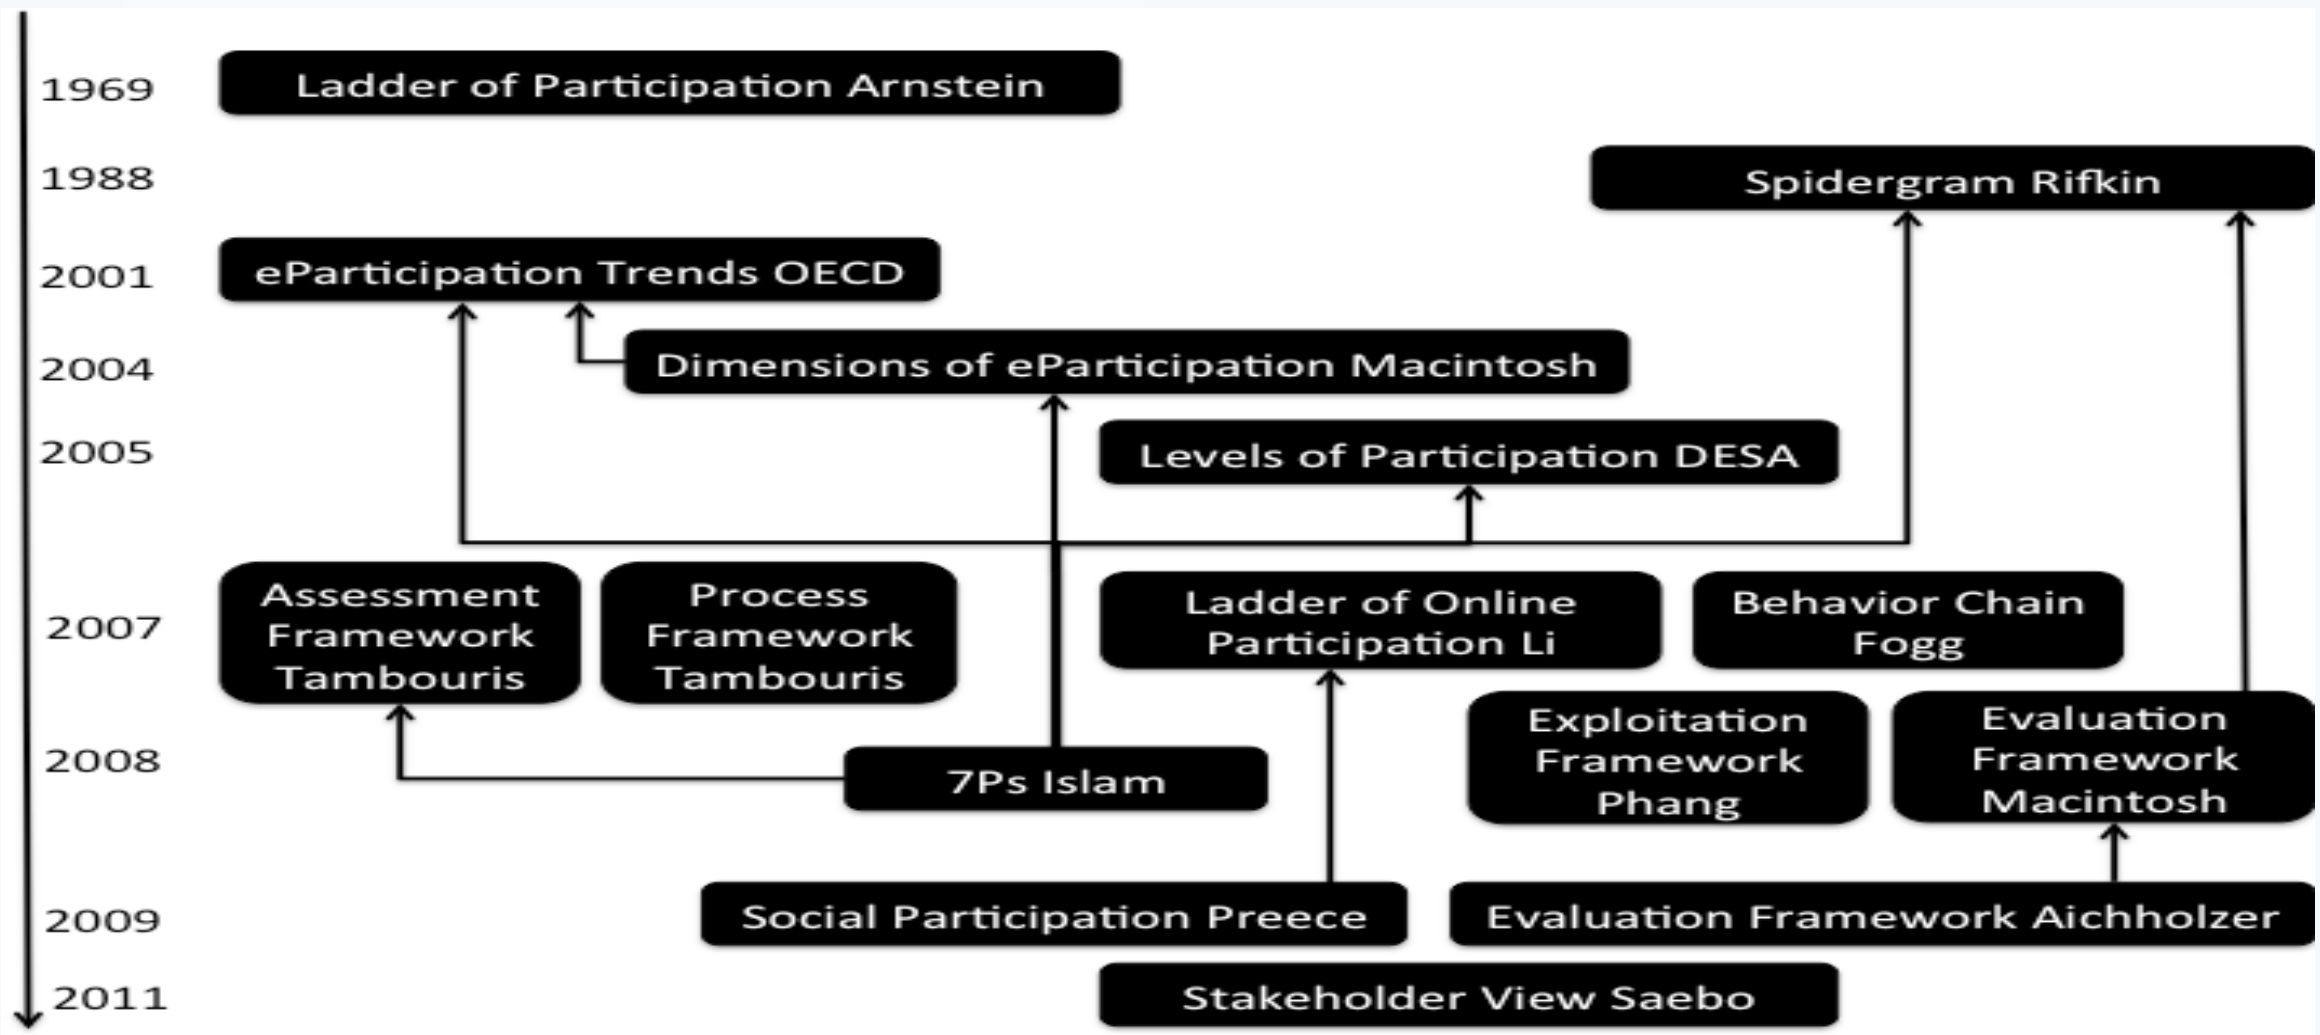 1969
Ladder of Participation Arnstein
1988
Spidergram Rifkin
2001
eParticipation Trends OECD
2004
Dimensions of eParticipation Macintosh
2005
Levels of Participation DESA
2007
Assessment
Framework
Tambouris
Process
Framework
Tambouris
Ladder of Online
Participation Li
Behavior Chain
Fogg
2008
7Ps Islam
Exploitation
Framework
Phang
Evaluation
Framework
Macintosh
2009
Social Participation Preece
Evaluation Framework Aichholzer
2011
Stakeholder View Saebo